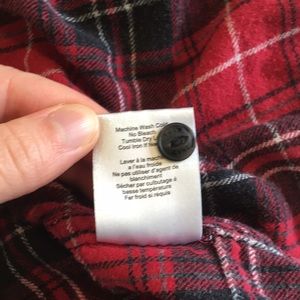 Machine Wash Cold
No Bleach
Tumble Dry
Cool Iron If
Laver à la
a l'eau froide
Ne pas utiliser d'agent de
blanchiment
Sécher par culbutage à
basse température
Fer froid si requis